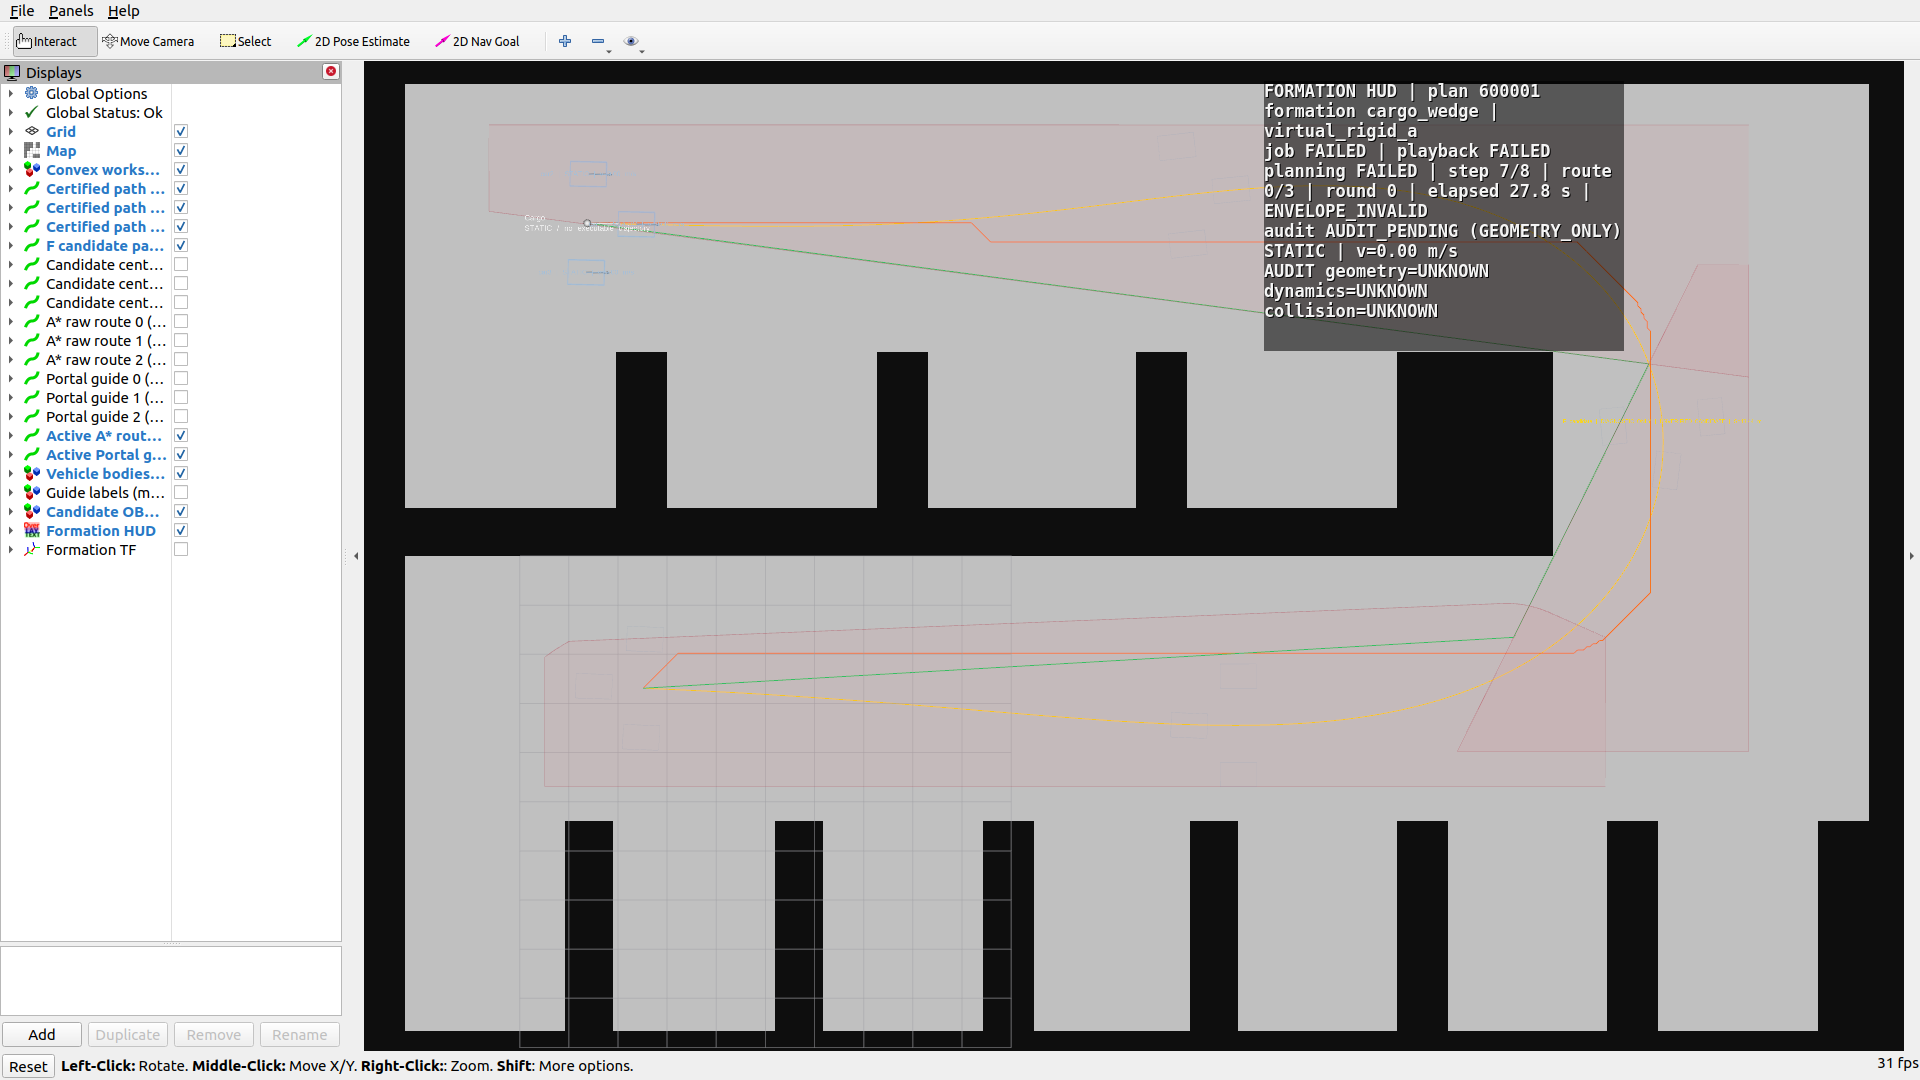 File Panels Help
Interact Move Camera Select 2D Pose Estimate 2D Nav Goal
Displays
Global Options
Global Status: Ok
Grid
Map
Convex works...
Certified path ...
Certified path ...
Certified path ...
F candidate pa...
Candidate cent...
Candidate cent...
Candidate cent...
A* raw route 0 (...
A* raw route 1 (...
A* raw route 2 (...
Portal guide 0 (...
Portal guide 1 (...
Portal guide 2 (...
Active A* rout...
Active Portal g...
Vehicle bodies...
Guide labels (m...
Candidate OB...
Formation HUD
Formation TF
Add Duplicate Remove Rename
FORMATION HUD | plan 600001
formation cargo_wedge |
virtual_rigid_a
job FAILED | playback FAILED
planning FAILED | step 7/8 | route
0/3 | round 0 | elapsed 27.8 s |
ENVELOPE_INVALID
audit AUDIT_PENDING (GEOMETRY_ONLY)
STATIC | v=0.00 m/s
AUDIT geometry=UNKNOWN
dynamics=UNKNOWN
collision=UNKNOWN
Cargo
STATIC / no executable trajectory
Reset Left-Click: Rotate. Middle-Click: Move X/Y. Right-Click:: Zoom. Shift: More options.
31 fps